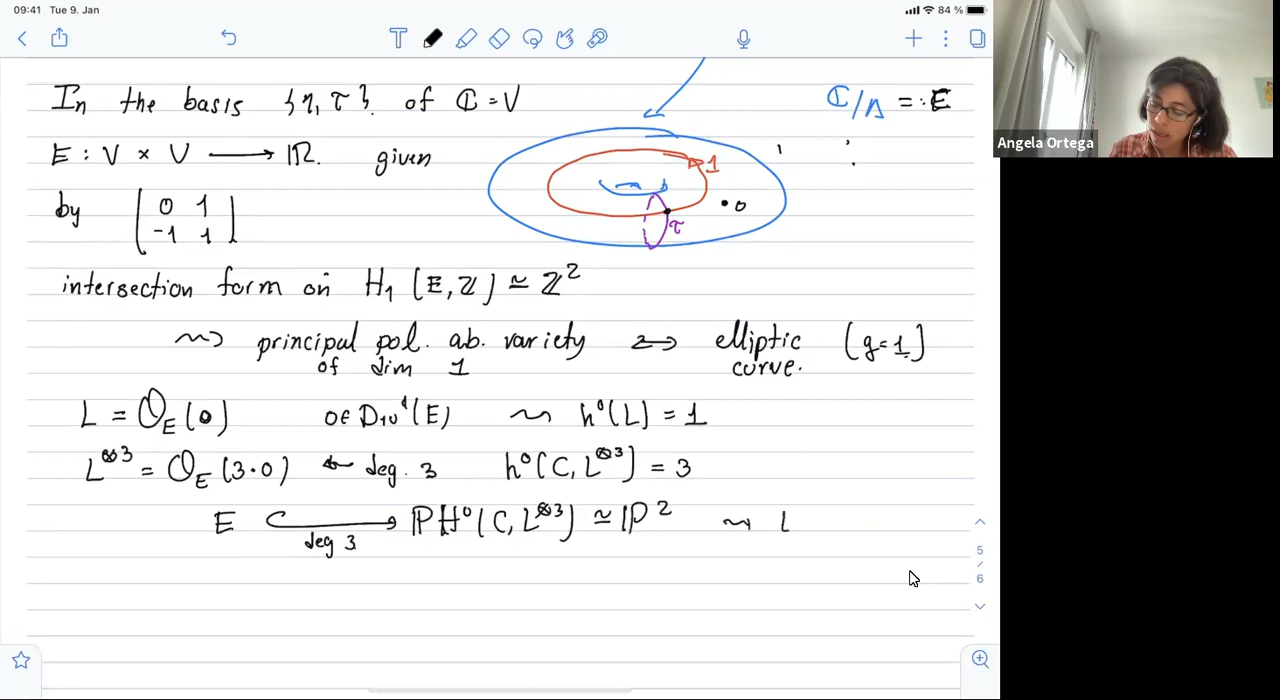 09:41 Tue 9. Jan
84 %
In the basis {1, τ} of ℂ = V
ℂ/Λ =: E
E : V × V ⟶ ℝ. given
1
by [ 0 1
-1 1 ]
0
τ
intersection form on H₁(E, ℤ) ≃ ℤ²
⇝ principal pol. ab. variety ⟷ elliptic (g=1)
of dim 1 curve.
L = 𝒪_E(0) 0 ∈ Div¹(E) ⇝ h⁰(L) = 1
L^{⊗3} = 𝒪_E(3·0) ← deg. 3 h⁰(C, L^{⊗3}) = 3
E ↪ ℙH⁰(C, L^{⊗3}) ≃ ℙ² ⇝ L
deg 3
5
/
6
Angela Ortega